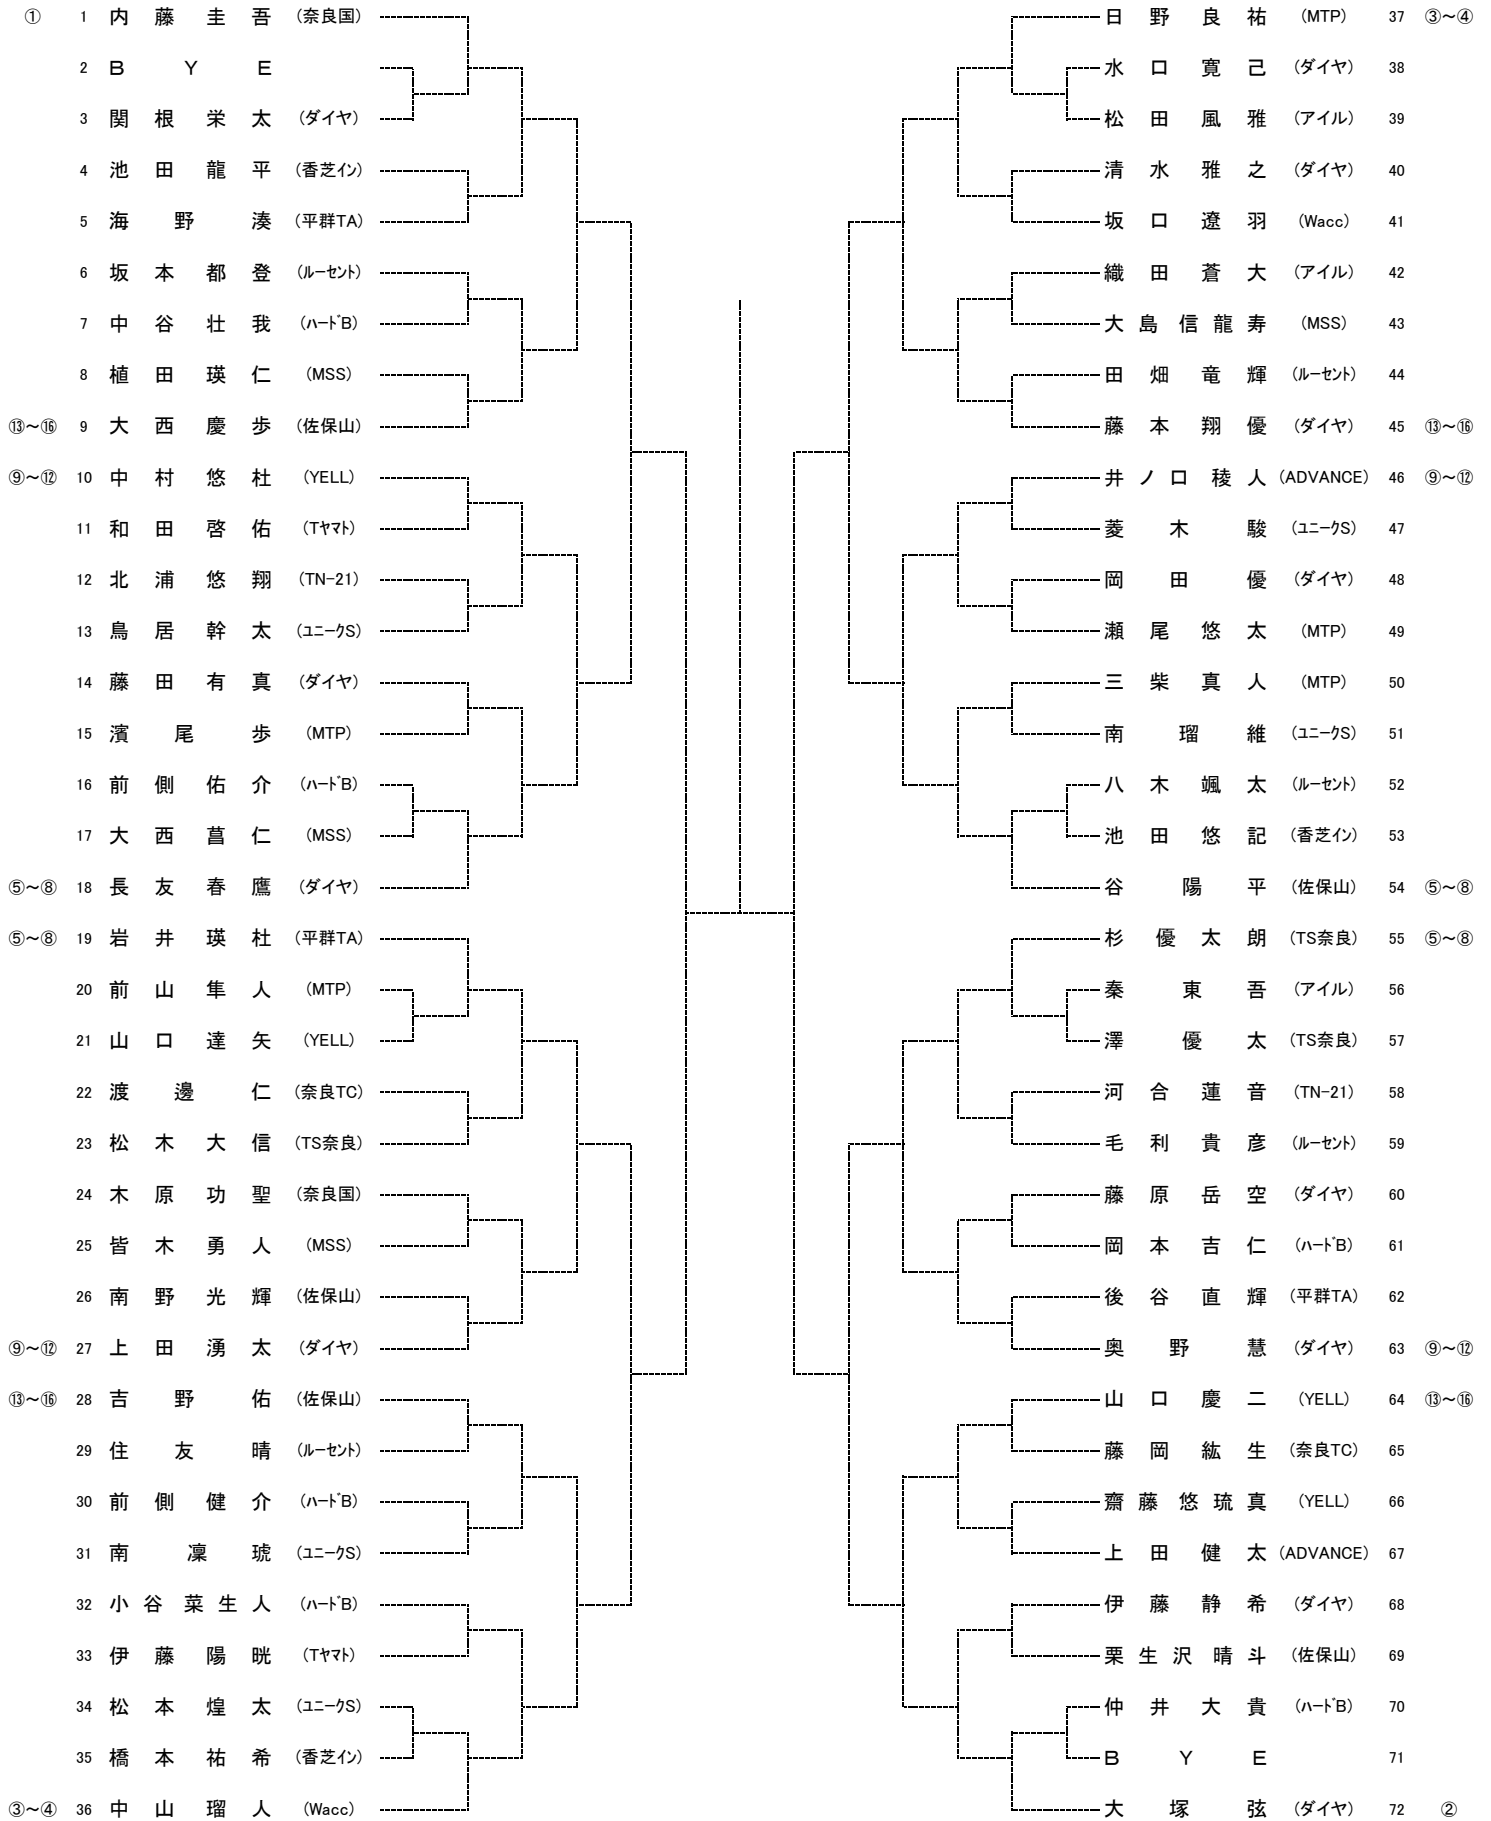 ① 1 内藤圭吾 (奈良国)
2 BYE
3 関根栄太 (ダイヤ)
4 池田龍平 (香芝イン)
5 海野湊 (平群TA)
6 坂本都登 (ルーセント)
7 中谷壮我 (ハードB)
8 植田瑛仁 (MSS)
⑬～⑯ 9 大西慶歩 (佐保山)
⑨～⑫ 10 中村悠杜 (YELL)
11 和田啓佑 (Tヤマト)
12 北浦悠翔 (TN-21)
13 鳥居幹太 (ユニークS)
14 藤田有真 (ダイヤ)
15 濱尾歩 (MTP)
16 前側佑介 (ハードB)
17 大西菖仁 (MSS)
⑤～⑧ 18 長友春鷹 (ダイヤ)
⑤～⑧ 19 岩井瑛杜 (平群TA)
20 前山隼人 (MTP)
21 山口達矢 (YELL)
22 渡邊仁 (奈良TC)
23 松木大信 (TS奈良)
24 木原功聖 (奈良国)
25 皆木勇人 (MSS)
26 南野光輝 (佐保山)
⑨～⑫ 27 上田湧太 (ダイヤ)
⑬～⑯ 28 吉野佑 (佐保山)
29 住友晴 (ルーセント)
30 前側健介 (ハードB)
31 南凜琥 (ユニークS)
32 小谷菜生人 (ハードB)
33 伊藤陽晄 (Tヤマト)
34 松本煌太 (ユニークS)
35 橋本祐希 (香芝イン)
③～④ 36 中山瑠人 (Wacc)
日野良祐 (MTP) 37 ③～④
水口寛己 (ダイヤ) 38
松田風雅 (アイル) 39
清水雅之 (ダイヤ) 40
坂口遼羽 (Wacc) 41
織田蒼大 (アイル) 42
大島信龍寿 (MSS) 43
田畑竜輝 (ルーセント) 44
藤本翔優 (ダイヤ) 45 ⑬～⑯
井ノ口稜人 (ADVANCE) 46 ⑨～⑫
菱木駿 (ユニークS) 47
岡田優 (ダイヤ) 48
瀬尾悠太 (MTP) 49
三柴真人 (MTP) 50
南瑠維 (ユニークS) 51
八木颯太 (ルーセント) 52
池田悠記 (香芝イン) 53
谷陽平 (佐保山) 54 ⑤～⑧
杉優太朗 (TS奈良) 55 ⑤～⑧
秦東吾 (アイル) 56
澤優太 (TS奈良) 57
河合蓮音 (TN-21) 58
毛利貴彦 (ルーセント) 59
藤原岳空 (ダイヤ) 60
岡本吉仁 (ハードB) 61
後谷直輝 (平群TA) 62
奥野慧 (ダイヤ) 63 ⑨～⑫
山口慶二 (YELL) 64 ⑬～⑯
藤岡紘生 (奈良TC) 65
齋藤悠琉真 (YELL) 66
上田健太 (ADVANCE) 67
伊藤静希 (ダイヤ) 68
栗生沢晴斗 (佐保山) 69
仲井大貴 (ハードB) 70
BYE 71
大塚弦 (ダイヤ) 72 ②